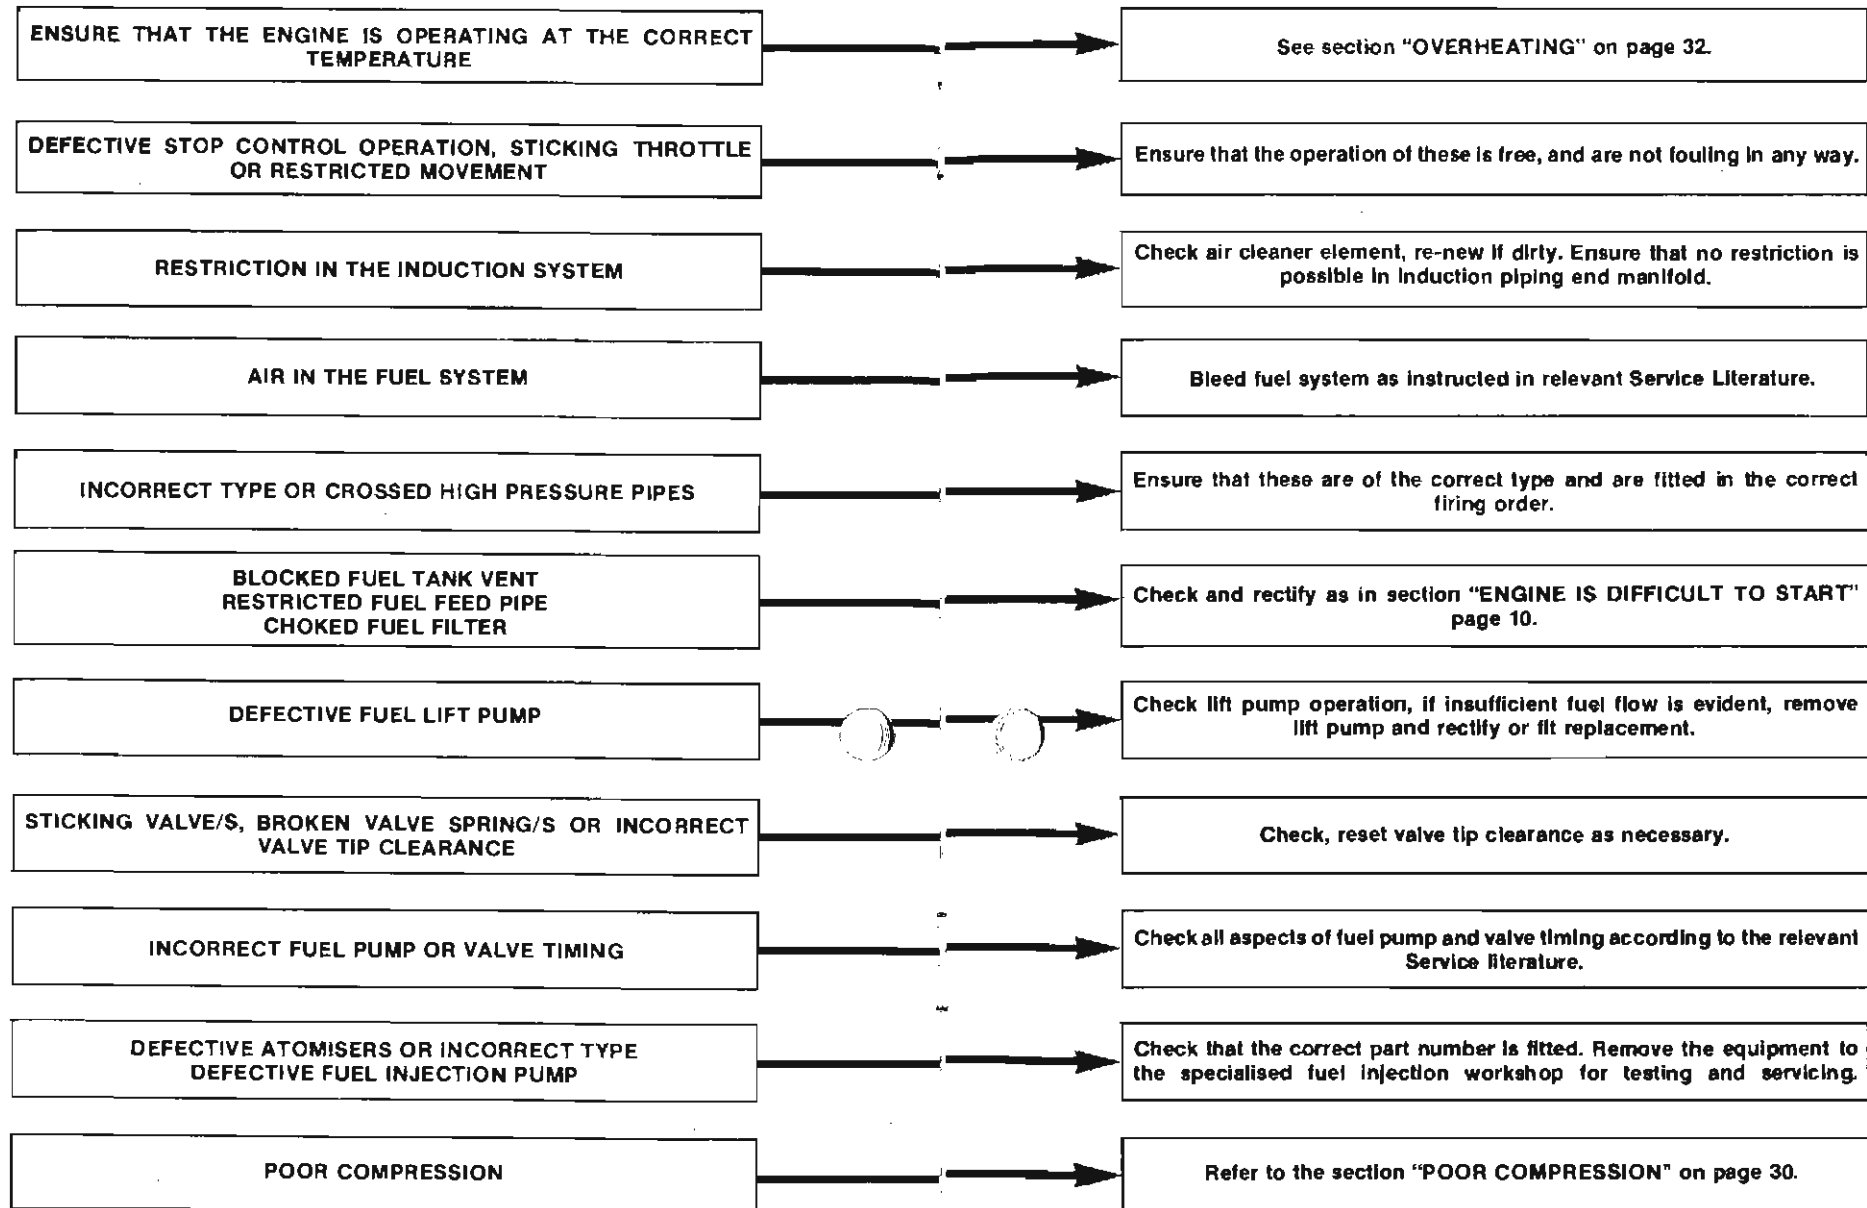 ENSURE THAT THE ENGINE IS OPERATING AT THE CORRECT
TEMPERATURE
See section "OVERHEATING" on page 32.
DEFECTIVE STOP CONTROL OPERATION, STICKING THROTTLE
OR RESTRICTED MOVEMENT
Ensure that the operation of these is free, and are not fouling in any way.
RESTRICTION IN THE INDUCTION SYSTEM
Check air cleaner element, re-new if dirty. Ensure that no restriction is
possible in induction piping end manifold.
AIR IN THE FUEL SYSTEM
Bleed fuel system as instructed in relevant Service Literature.
INCORRECT TYPE OR CROSSED HIGH PRESSURE PIPES
Ensure that these are of the correct type and are fitted in the correct
firing order.
BLOCKED FUEL TANK VENT
RESTRICTED FUEL FEED PIPE
CHOKED FUEL FILTER
Check and rectify as in section "ENGINE IS DIFFICULT TO START"
page 10.
DEFECTIVE FUEL LIFT PUMP
Check lift pump operation, if insufficient fuel flow is evident, remove
lift pump and rectify or fit replacement.
STICKING VALVE/S, BROKEN VALVE SPRING/S OR INCORRECT
VALVE TIP CLEARANCE
Check, reset valve tip clearance as necessary.
INCORRECT FUEL PUMP OR VALVE TIMING
Check all aspects of fuel pump and valve timing according to the relevant
Service literature.
DEFECTIVE ATOMISERS OR INCORRECT TYPE
DEFECTIVE FUEL INJECTION PUMP
Check that the correct part number is fitted. Remove the equipment to
the specialised fuel injection workshop for testing and servicing.
POOR COMPRESSION
Refer to the section "POOR COMPRESSION" on page 30.